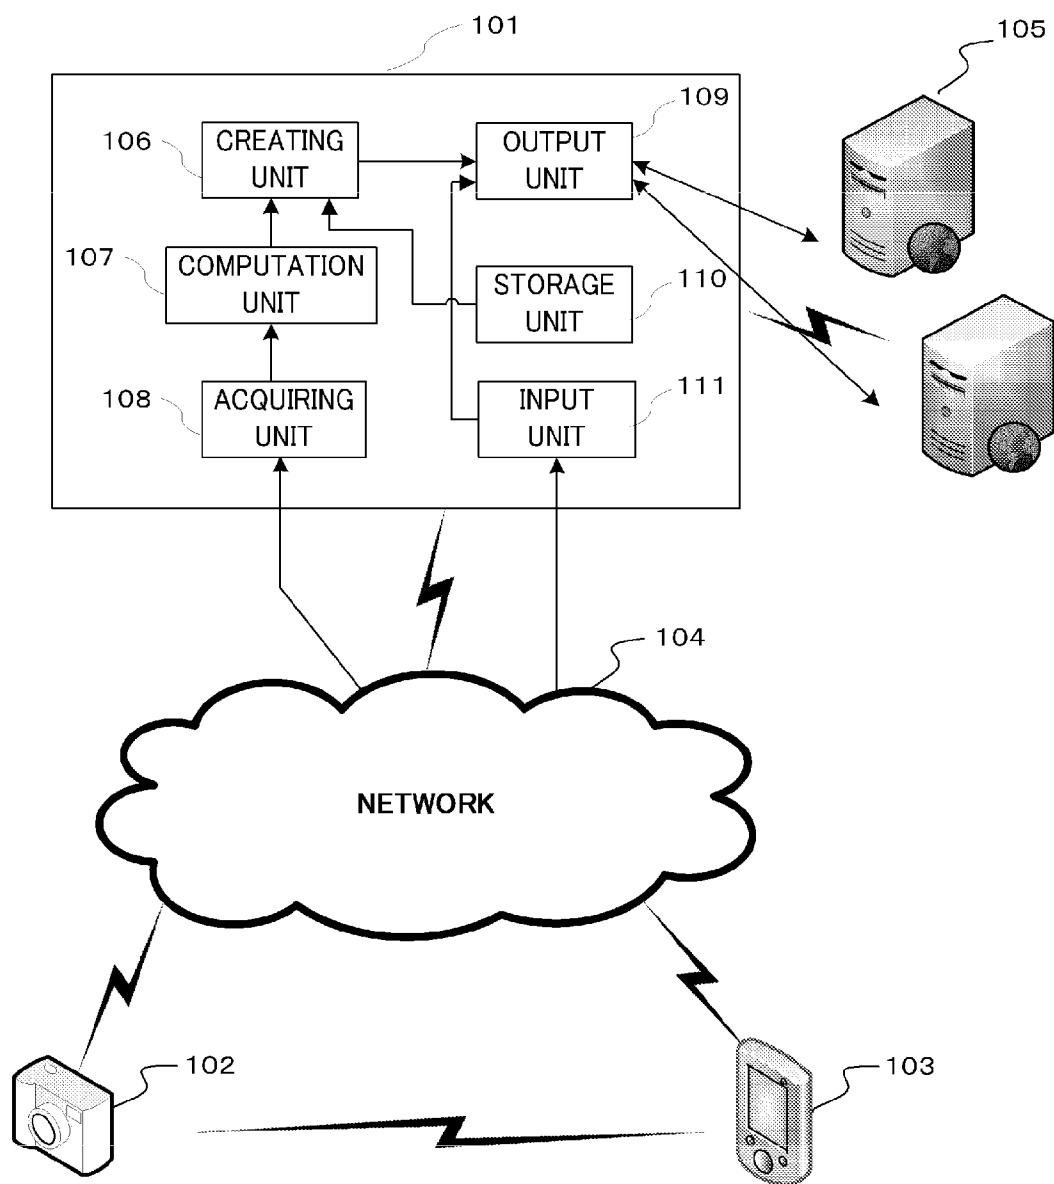 101
105
106
CREATING
UNIT
OUTPUT
UNIT
109
107
COMPUTATION
UNIT
STORAGE
UNIT
110
108
ACQUIRING
UNIT
INPUT
UNIT
111
104
NETWORK
102
103